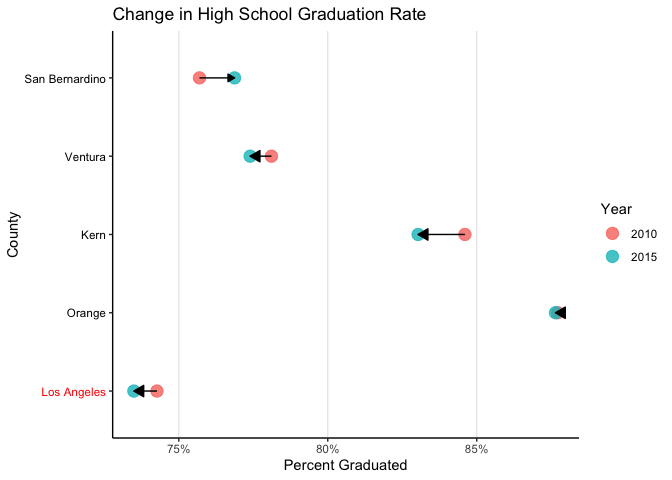 Change in High School Graduation Rate
San Bernardino
Ventura
Kern
Orange
Los Angeles
County
75%
80%
85%
Percent Graduated
Year
2010
2015